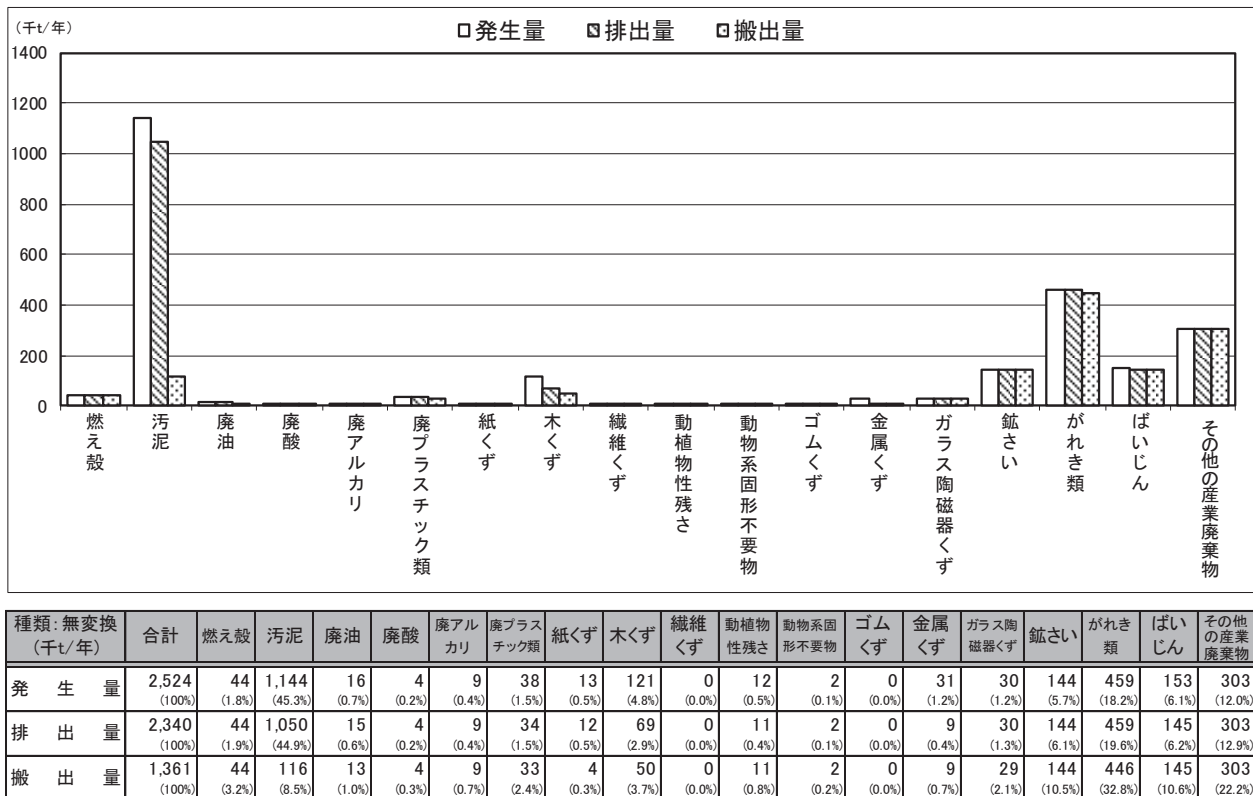 (千t/年)
発生量 排出量 搬出量
1400
1200
1000
800
600
400
200
0
燃え殻
汚泥
廃油
廃酸
廃アルカリ
廃プラスチック類
紙くず
木くず
繊維くず
動植物性残さ
動物系固形不要物
ゴムくず
金属くず
ガラス陶磁器くず
鉱さい
がれき類
ばいじん
その他の産業廃棄物
種類:無変換 (千t/年) 合計 燃え殻 汚泥 廃油 廃酸 廃アルカリ 廃プラスチック類 紙くず 木くず 繊維くず 動植物性残さ 動物系固形不要物 ゴムくず 金属くず ガラス陶磁器くず 鉱さい がれき類 ばいじん その他の産業廃棄物
発生量 2,524 44 1,144 16 4 9 38 13 121 0 12 2 0 31 30 144 459 153 303
(100%) (1.8%) (45.3%) (0.7%) (0.2%) (0.4%) (1.5%) (0.5%) (4.8%) (0.0%) (0.5%) (0.1%) (0.0%) (1.2%) (1.2%) (5.7%) (18.2%) (6.1%) (12.0%)
排出量 2,340 44 1,050 15 4 9 34 12 69 0 11 2 0 9 30 144 459 145 303
(100%) (1.9%) (44.9%) (0.6%) (0.2%) (0.4%) (1.5%) (0.5%) (2.9%) (0.0%) (0.4%) (0.1%) (0.0%) (0.4%) (1.3%) (6.1%) (19.6%) (6.2%) (12.9%)
搬出量 1,361 44 116 13 4 9 33 4 50 0 11 2 0 9 29 144 446 145 303
(100%) (3.2%) (8.5%) (1.0%) (0.3%) (0.7%) (2.4%) (0.3%) (3.7%) (0.0%) (0.8%) (0.2%) (0.0%) (0.7%) (2.1%) (10.5%) (32.8%) (10.6%) (22.2%)